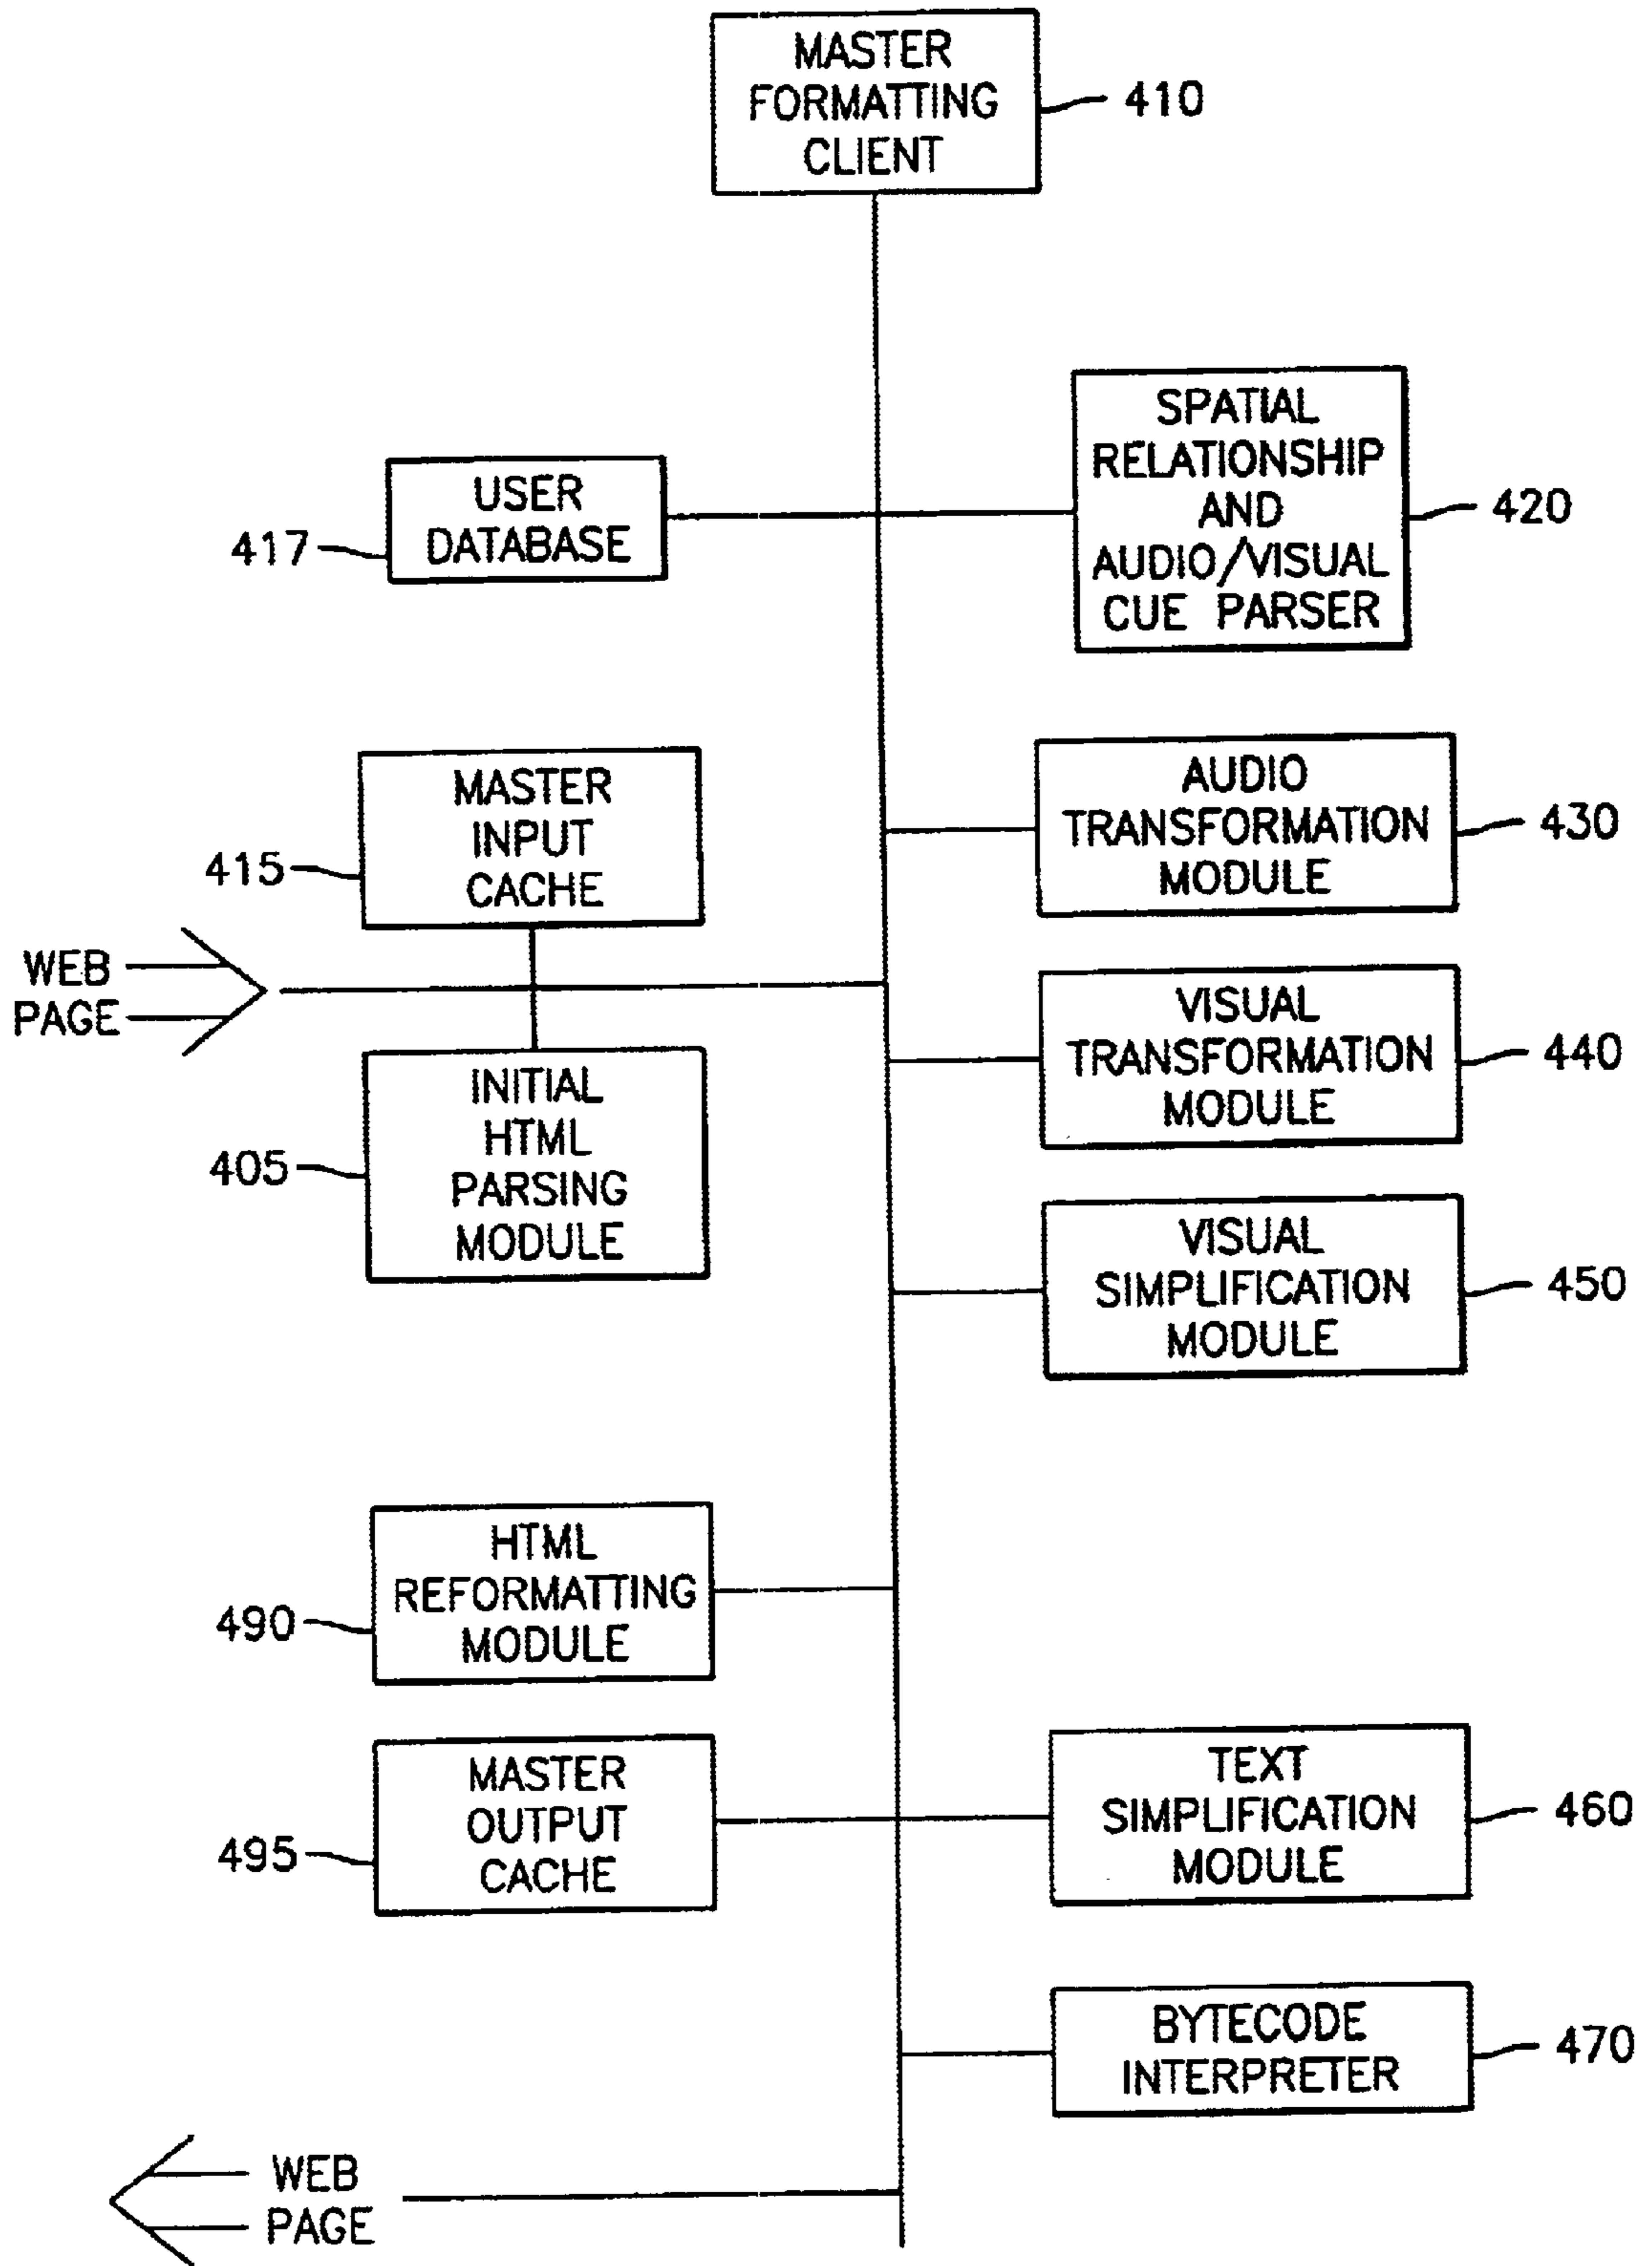 MASTER
FORMATTING
CLIENT
410
USER
DATABASE
417
SPATIAL
RELATIONSHIP
AND
AUDIO/VISUAL
CUE PARSER
420
MASTER
INPUT
CACHE
415
AUDIO
TRANSFORMATION
MODULE
430
WEB
PAGE
VISUAL
TRANSFORMATION
MODULE
440
INITIAL
HTML
PARSING
MODULE
405
VISUAL
SIMPLIFICATION
MODULE
450
HTML
REFORMATTING
MODULE
490
MASTER
OUTPUT
CACHE
495
TEXT
SIMPLIFICATION
MODULE
460
BYTECODE
INTERPRETER
470
WEB
PAGE